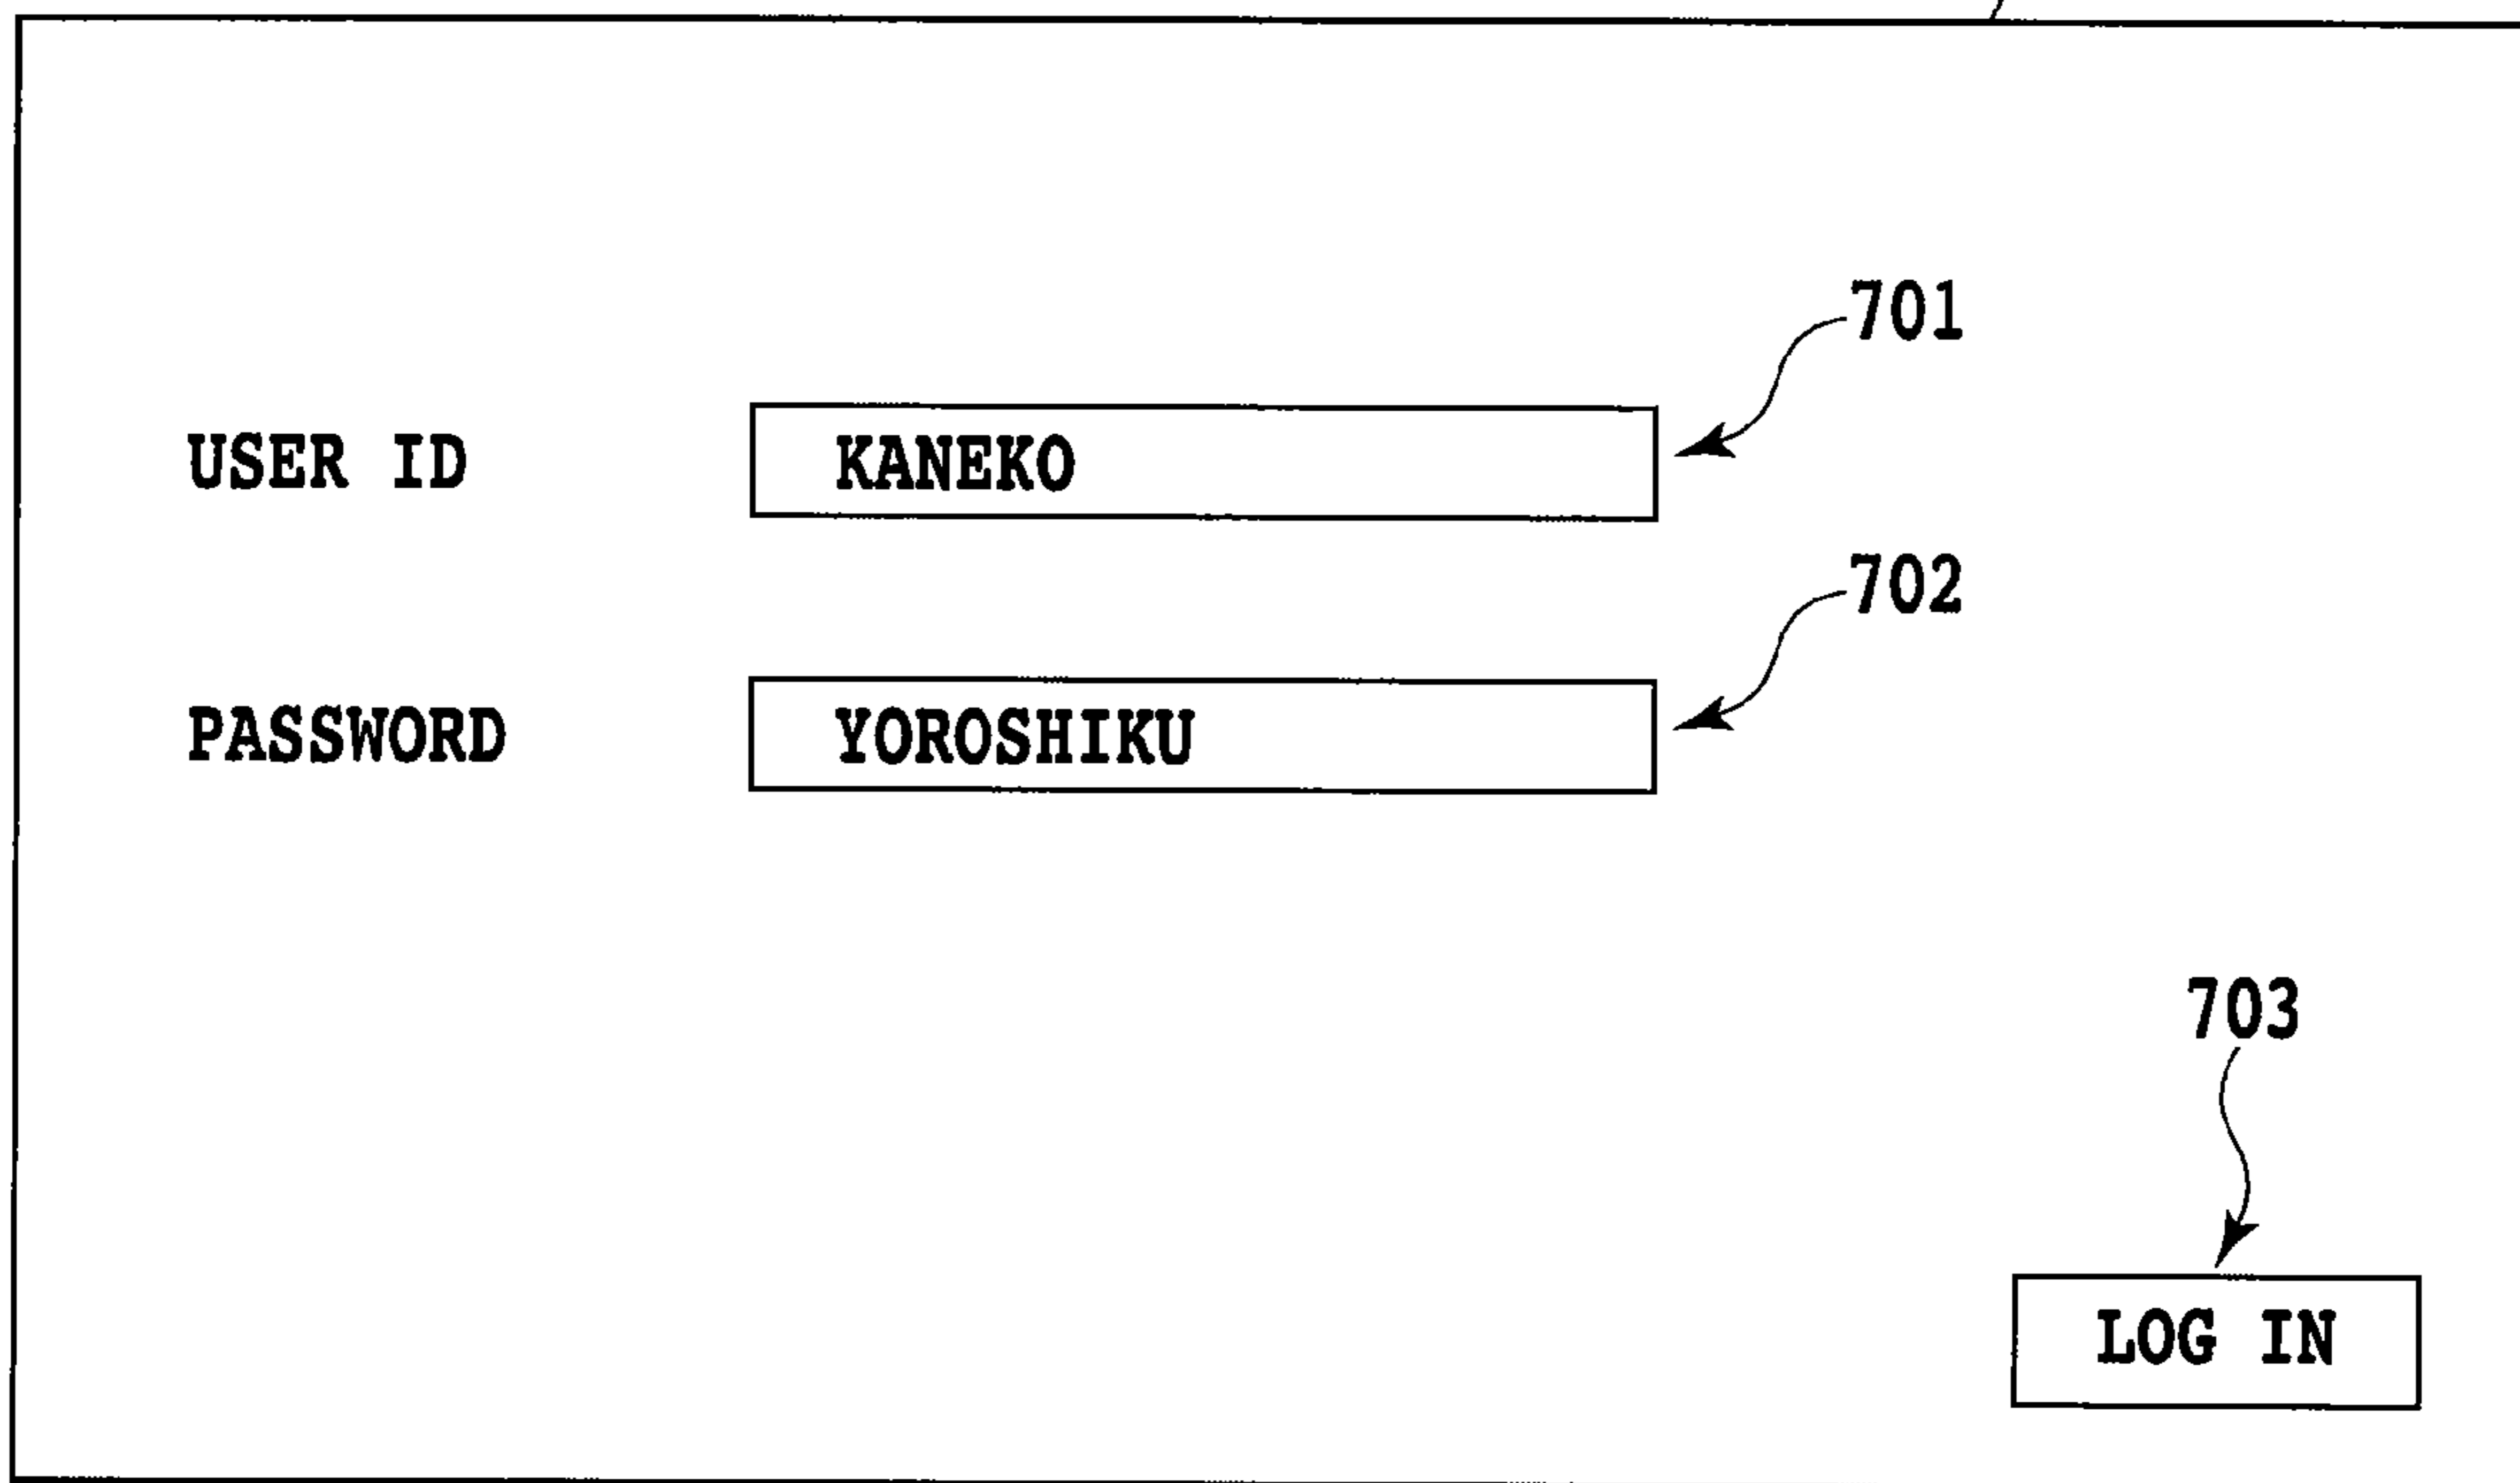 701
USER ID KANEKO
702
PASSWORD YOROSHIKU
703
LOG IN